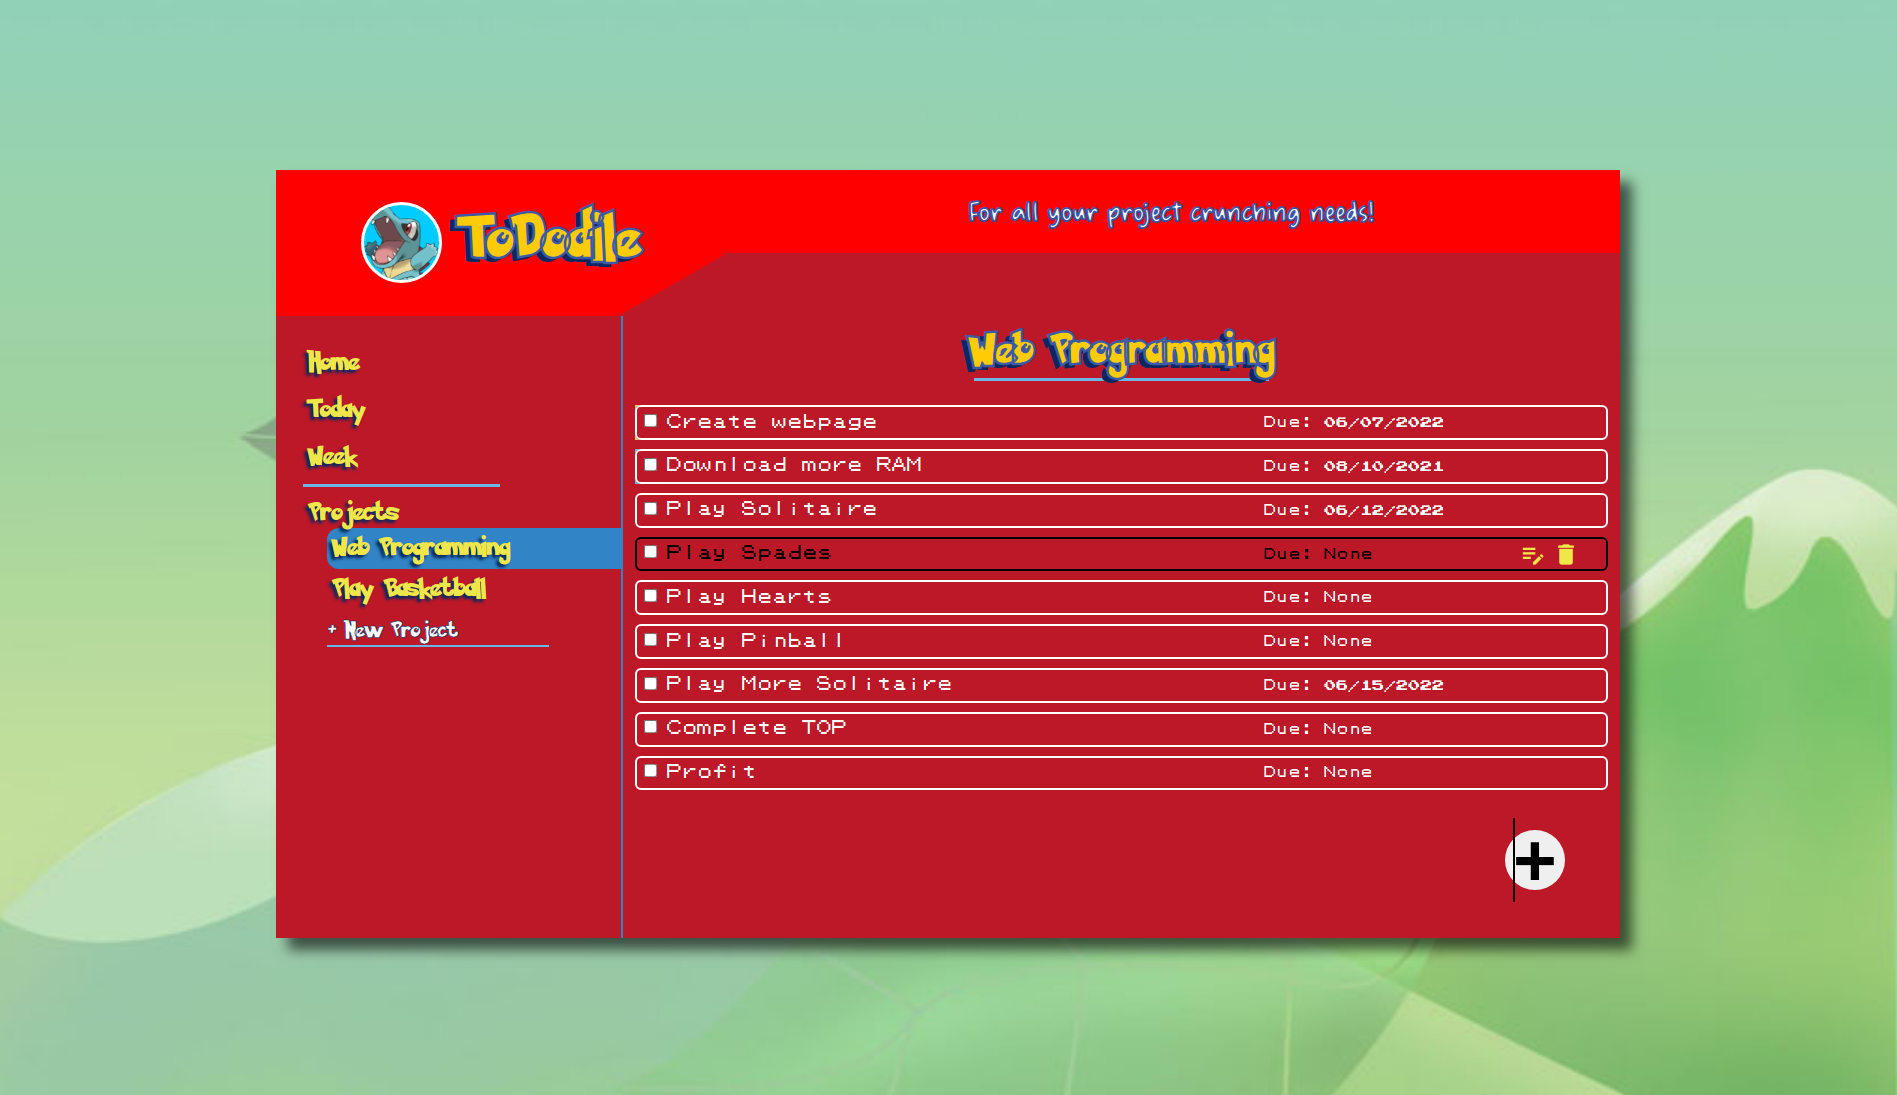 ToDodile
For all your project crunching needs!
Home
Today
Week
Projects
Web Programming
Play Basketball
+ New Project
Web Programming
Create webpage Due: 06/07/2022
Download more RAM Due: 08/10/2021
Play Solitaire Due: 06/12/2022
Play Spades Due: None
Play Hearts Due: None
Play Pinball Due: None
Play More Solitaire Due: 06/15/2022
Complete TOP Due: None
Profit Due: None